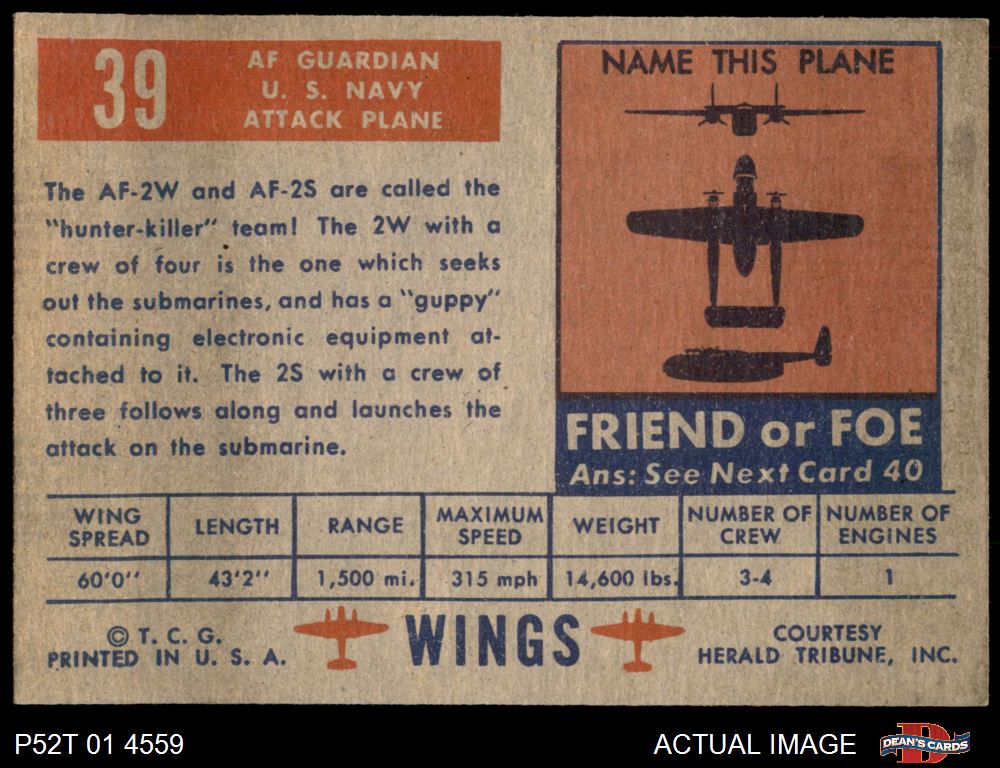 39
AF GUARDIAN
U. S. NAVY
ATTACK PLANE
The AF-2W and AF-2S are called the
"hunter-killer" team! The 2W with a
crew of four is the one which seeks
out the submarines, and has a "guppy"
containing electronic equipment at-
tached to it. The 2S with a crew of
three follows along and launches the
attack on the submarine.
NAME THIS PLANE
FRIEND or FOE
Ans: See Next Card 40
WING SPREAD LENGTH RANGE MAXIMUM SPEED WEIGHT NUMBER OF CREW NUMBER OF ENGINES
60'0'' 43'2'' 1,500 mi. 315 mph 14,600 lbs. 3-4 1
© T. C. G.
PRINTED IN U. S. A.
WINGS
COURTESY
HERALD TRIBUNE, INC.
P52T 01 4559
ACTUAL IMAGE
D
DEAN'S CARDS